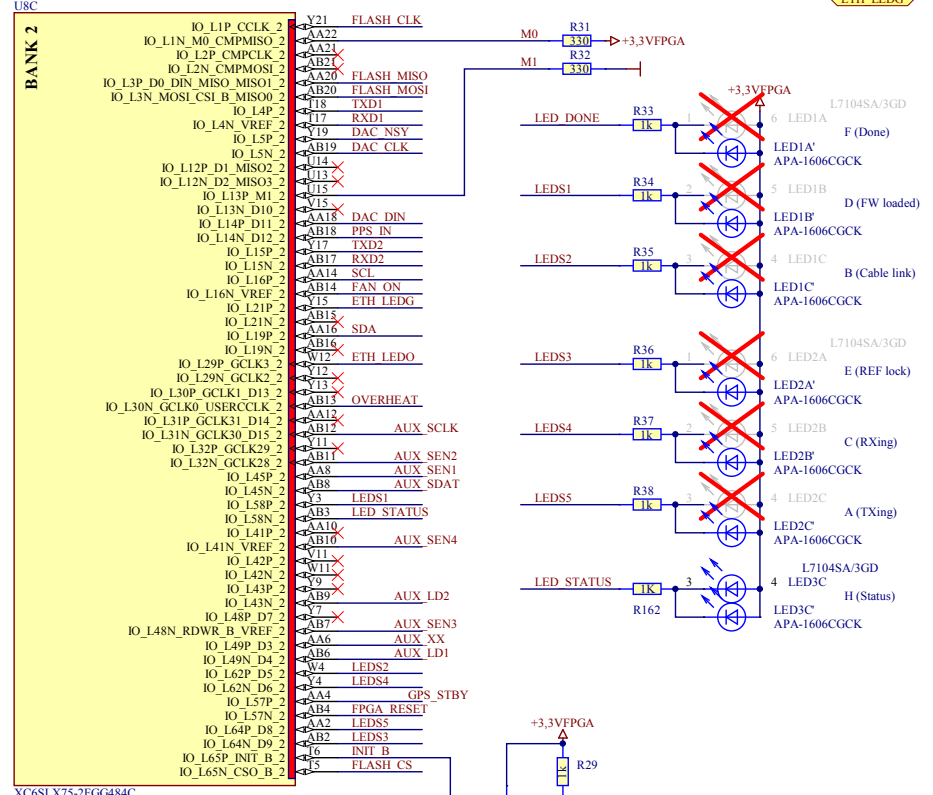 U8C
ETH LEDG
BANK 2
IO_L1P_CCLK_2 Y21 FLASH_CLK
IO_L1N_M0_CMPMISO_2 AA22
IO_L2P_CMPCLK_2 AA21
IO_L2N_CMPMOSI_2 AB21
IO_L3P_D0_DIN_MISO_MISO1_2 AA20 FLASH_MISO
IO_L3N_MOSI_CSI_B_MISO0_2 AB20 FLASH_MOSI
IO_L4P_2 T18 TXD1
IO_L4N_VREF_2 T17 RXD1
IO_L5P_2 Y19 DAC_NSY
IO_L5N_2 AB19 DAC_CLK
IO_L12P_D1_MISO2_2 U14
IO_L12N_D2_MISO3_2 U13
IO_L13P_M1_2 U15
IO_L13N_D10_2 V15
IO_L14P_D11_2 AA18 DAC_DIN
IO_L14N_D12_2 AB18 PPS_IN
IO_L15P_2 Y17 TXD2
IO_L15N_2 AB17 RXD2
IO_L16P_2 AA14 SCL
IO_L16N_VREF_2 AB14 FAN_ON
IO_L21P_2 Y15 ETH_LEDG
IO_L21N_2 AB15
IO_L19P_2 AA16 SDA
IO_L19N_2 AB16
IO_L29P_GCLK3_2 W12 ETH_LEDO
IO_L29N_GCLK2_2 Y12
IO_L30P_GCLK1_D13_2 Y13
IO_L30N_GCLK0_USERCCLK_2 AB13 OVERHEAT
IO_L31P_GCLK31_D14_2 AA12
IO_L31N_GCLK30_D15_2 AB12 AUX_SCLK
IO_L32P_GCLK29_2 Y11
IO_L32N_GCLK28_2 AB11 AUX_SEN2
IO_L45P_2 AA8 AUX_SEN1
IO_L45N_2 AB8 AUX_SDAT
IO_L58P_2 Y3 LEDS1
IO_L58N_2 AB3 LED_STATUS
IO_L41P_2 AA10
IO_L41N_VREF_2 AB10 AUX_SEN4
IO_L42P_2 V11
IO_L42N_2 W11
IO_L43P_2 Y9
IO_L43N_2 AB9 AUX_LD2
IO_L48P_D7_2 Y7
IO_L48N_RDWR_B_VREF_2 AB7 AUX_SEN3
IO_L49P_D3_2 AA6 AUX_XX
IO_L49N_D4_2 AB6 AUX_LD1
IO_L62P_D5_2 W4 LEDS2
IO_L62N_D6_2 Y4 LEDS4
IO_L57P_2 AA4 GPS_STBY
IO_L57N_2 AB4 FPGA_RESET
IO_L64P_D8_2 AA2 LEDS5
IO_L64N_D9_2 AB2 LEDS3
IO_L65P_INIT_B_2 T6 INIT_B
IO_L65N_CSO_B_2 T5 FLASH_CS
XC6SLX75-2FGG484C
R31
M0 330 +3,3VFPGA
R32
M1 330
+3,3VFPGA
L7104SA/3GD
LED_DONE R33 1k 1 6 LED1A
F (Done)
LED1A'
APA-1606CGCK
LEDS1 R34 1k 2 5 LED1B
D (FW loaded)
LED1B'
APA-1606CGCK
LEDS2 R35 1k 3 4 LED1C
B (Cable link)
LED1C'
APA-1606CGCK
L7104SA/3GD
LEDS3 R36 1k 1 6 LED2A
E (REF lock)
LED2A'
APA-1606CGCK
LEDS4 R37 1k 2 5 LED2B
C (RXing)
LED2B'
APA-1606CGCK
LEDS5 R38 1k 3 4 LED2C
A (TXing)
LED2C'
APA-1606CGCK
L7104SA/3GD
LED_STATUS 1K 3 4 LED3C
R162
H (Status)
LED3C'
APA-1606CGCK
+3,3VFPGA
R29
1k